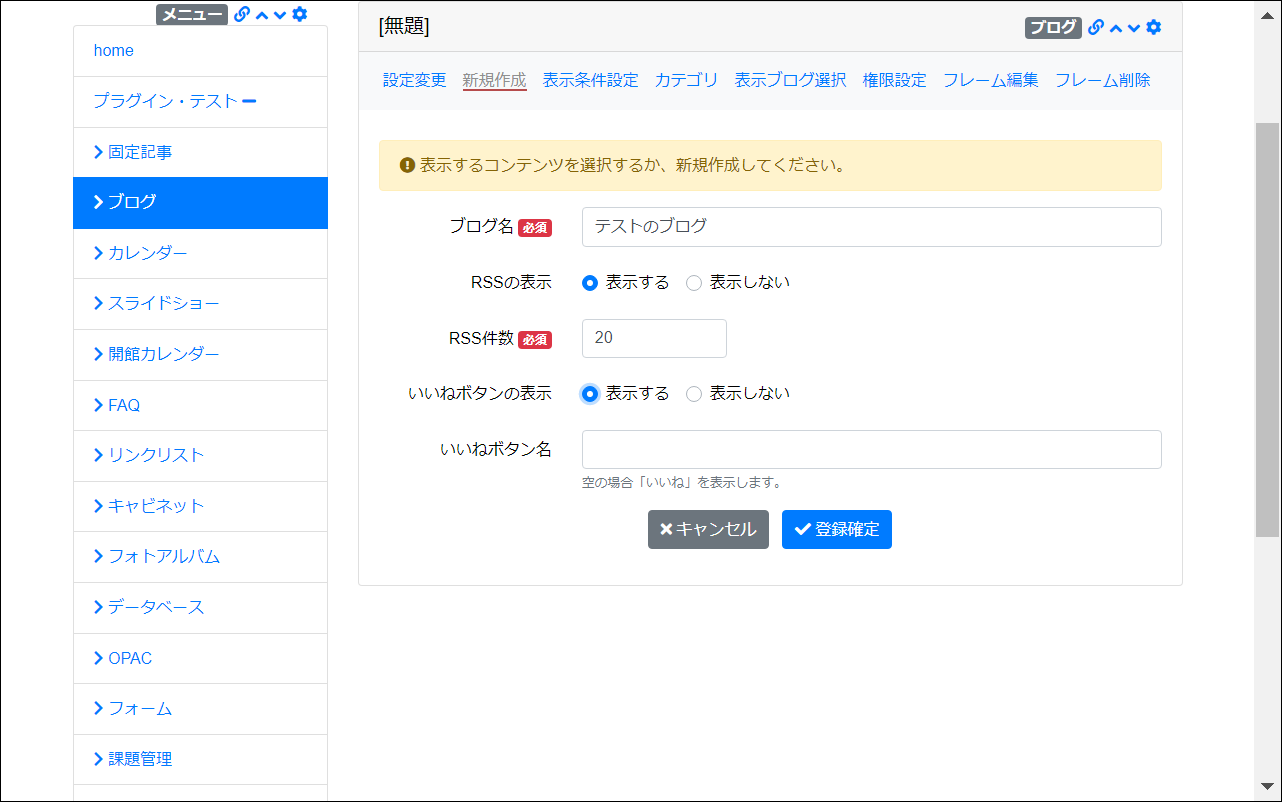 メニュー
home
プラグイン・テスト
固定記事
ブログ
カレンダー
スライドショー
開館カレンダー
FAQ
リンクリスト
キャビネット
フォトアルバム
データベース
OPAC
フォーム
課題管理
[無題]
ブログ
設定変更 新規作成 表示条件設定 カテゴリ 表示ブログ選択 権限設定 フレーム編集 フレーム削除
表示するコンテンツを選択するか、新規作成してください。
ブログ名 必須 テストのブログ
RSSの表示 表示する 表示しない
RSS件数 必須 20
いいねボタンの表示 表示する 表示しない
いいねボタン名
空の場合「いいね」を表示します。
キャンセル 登録確定